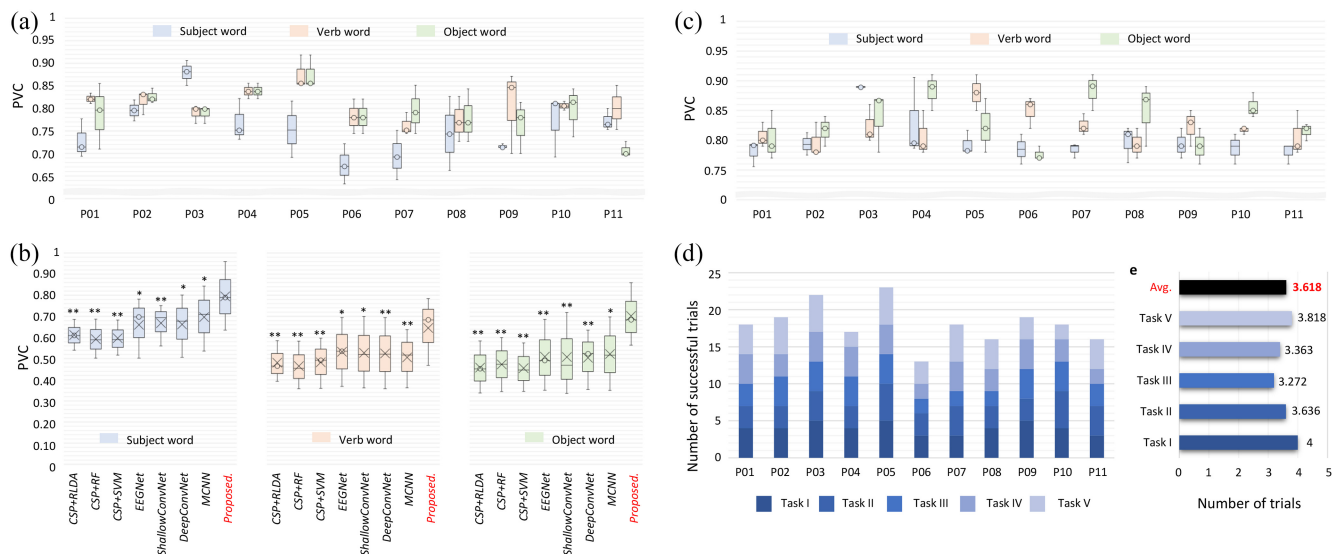 (a)
1
0.95
0.90
0.85
0.80
0.75
0.70
0.65
0
PVC
Subject word Verb word Object word
P01 P02 P03 P04 P05 P06 P07 P08 P09 P10 P11
(c)
1
0.95
0.90
0.85
0.80
0.75
0
PVC
Subject word Verb word Object word
P01 P02 P03 P04 P05 P06 P07 P08 P09 P10 P11
(b)
1
0.90
0.80
0.70
0.60
0.50
0.40
0.30
0.20
0.10
0
PVC
** ** ** * ** * *
** ** ** * * ** **
** ** ** ** ** ** *
Subject word
Verb word
Object word
CSP+RLDA
CSP+RF
CSP+SVM
EEGNet
ShallowConvNet
DeepConvNet
MCNN
Proposed.
CSP+RLDA
CSP+RF
CSP+SVM
EEGNet
ShallowConvNet
DeepConvNet
MCNN
Proposed.
CSP+RLDA
CSP+RF
CSP+SVM
EEGNet
ShallowConvNet
DeepConvNet
MCNN
Proposed.
(d)
25
20
15
10
5
0
Number of successful trials
P01 P02 P03 P04 P05 P06 P07 P08 P09 P10 P11
Task I Task II Task III Task IV Task V
e
Avg. 3.618
Task V 3.818
Task IV 3.363
Task III 3.272
Task II 3.636
Task I 4
0 1 2 3 4 5
Number of trials